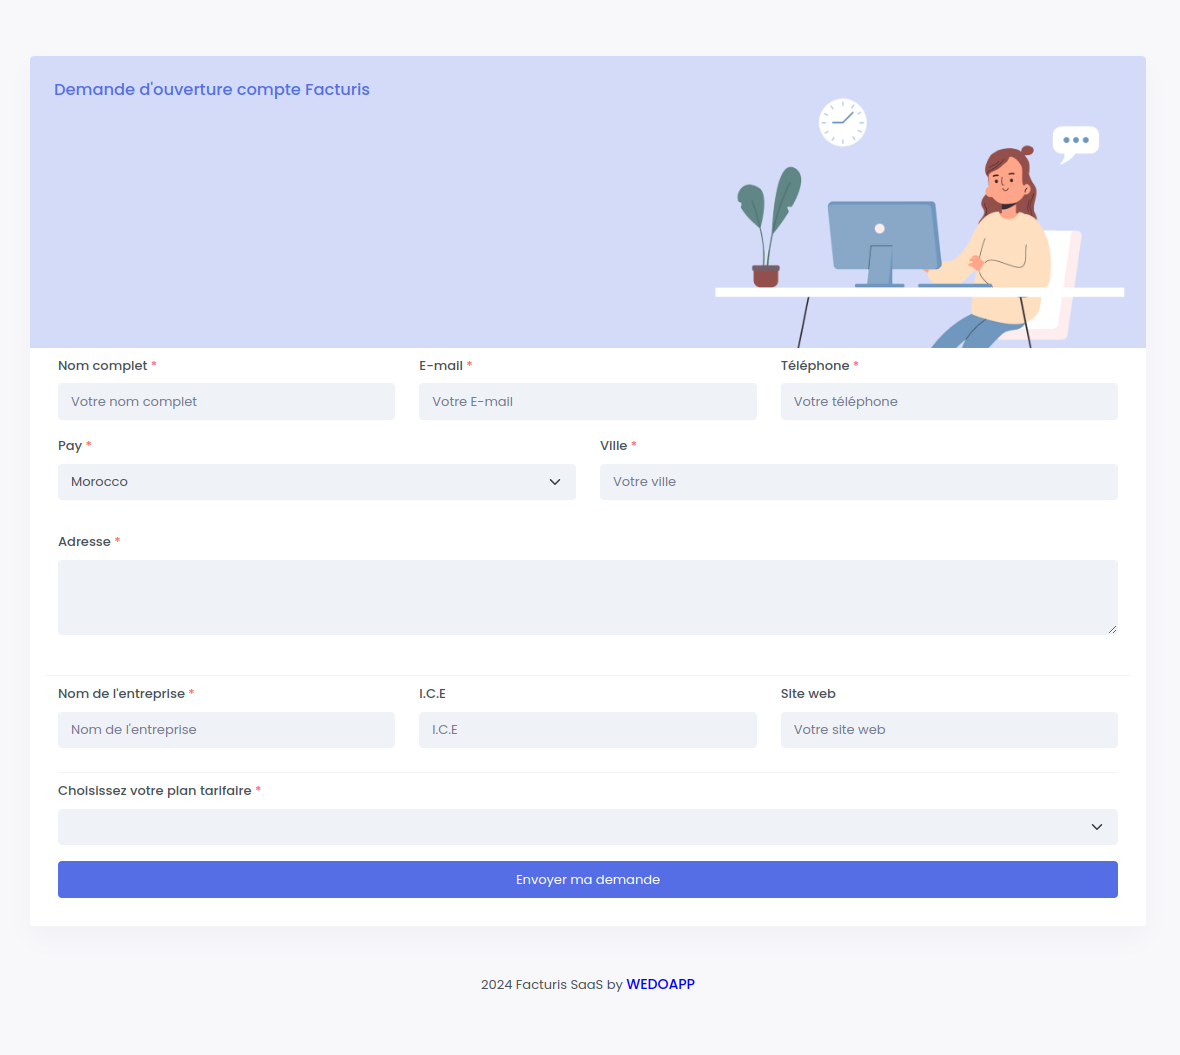 Demande d'ouverture compte Facturis
Nom complet *
E-mail *
Téléphone *
Votre nom complet
Votre E-mail
Votre téléphone
Pay *
Ville *
Morocco
Votre ville
Adresse *
Nom de l'entreprise *
I.C.E
Site web
Nom de l'entreprise
I.C.E
Votre site web
Choisissez votre plan tarifaire *
Envoyer ma demande
2024 Facturis SaaS by WEDOAPP